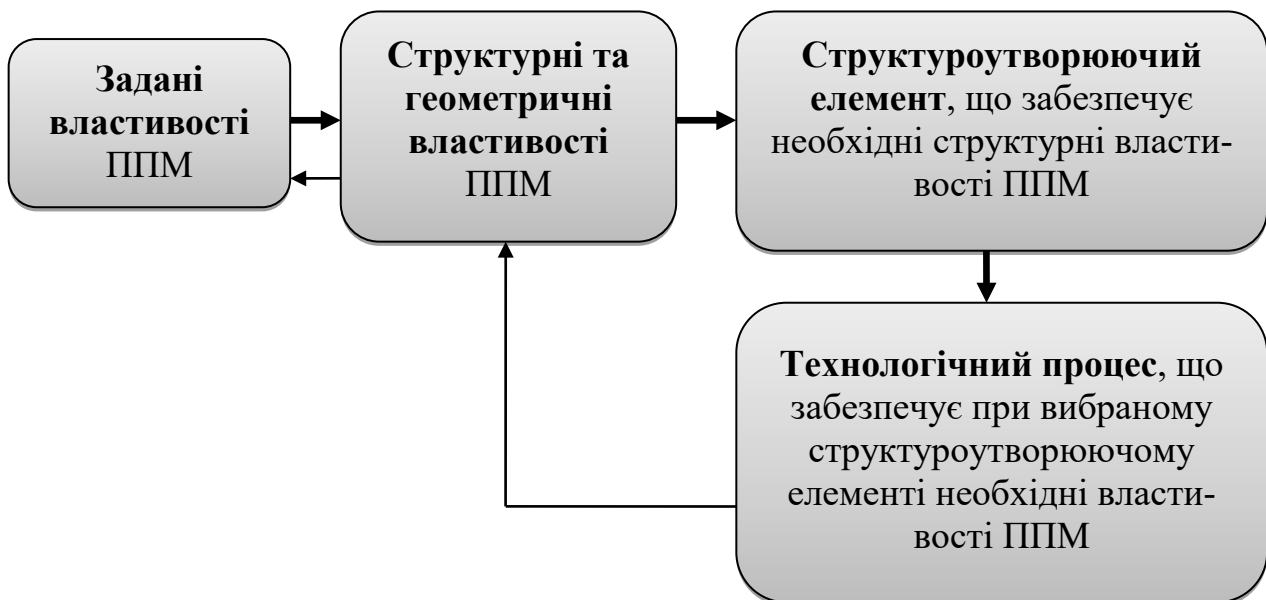 Задані
властивості
ППМ
Структурні та
геометричні
властивості
ППМ
Структуроутворюючий
елемент, що забезпечує
необхідні структурні власти-
вості ППМ
Технологічний процес, що
забезпечує при вибраному
структуроутворюючому
елементі необхідні власти-
вості ППМ